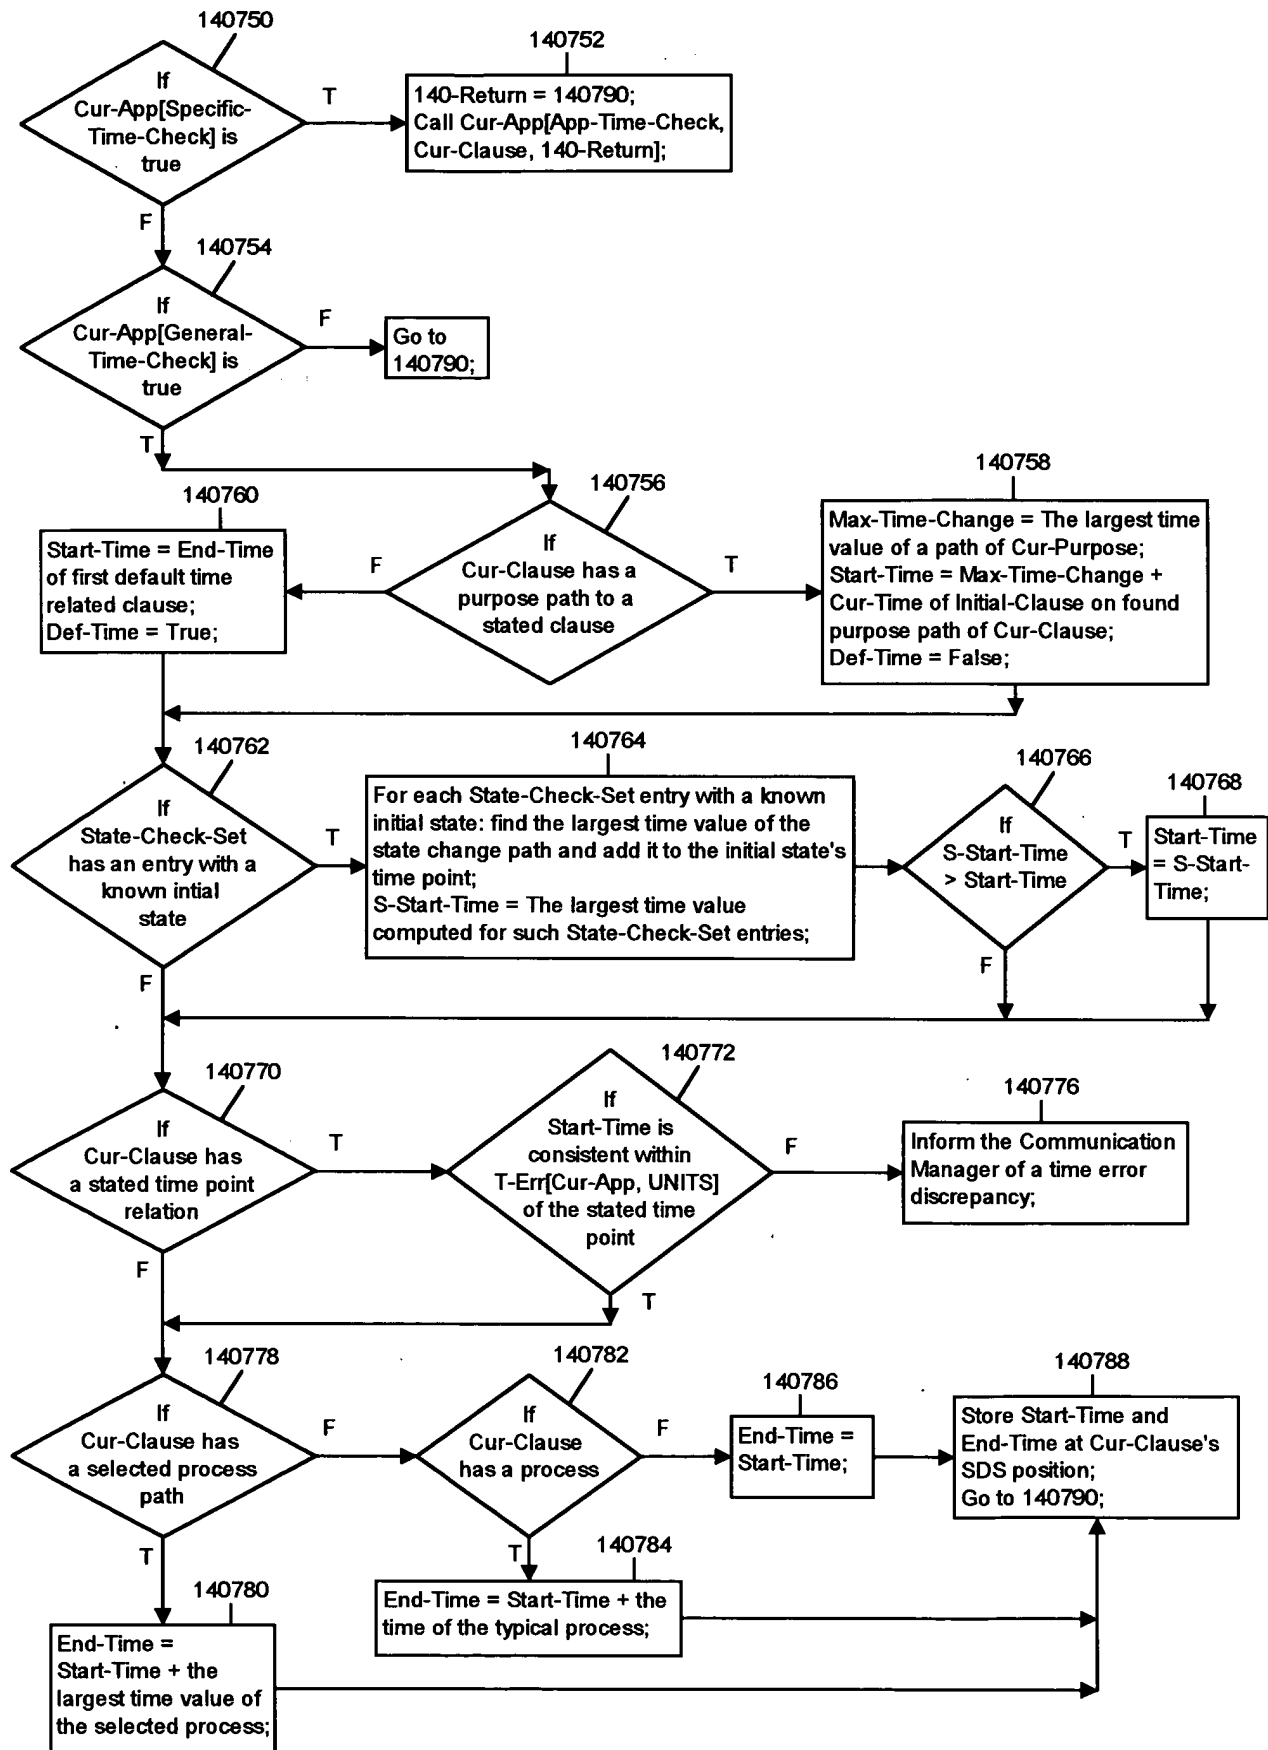 140750
If
Cur-App[Specific-
Time-Check] is
true
T
140752
140-Return = 140790;
Call Cur-App[App-Time-Check,
Cur-Clause, 140-Return];
F
140754
If
Cur-App[General-
Time-Check] is
true
F
Go to
140790;
T
140756
If
Cur-Clause has a
purpose path to a
stated clause
F
T
140758
Max-Time-Change = The largest time
value of a path of Cur-Purpose;
Start-Time = Max-Time-Change +
Cur-Time of Initial-Clause on found
purpose path of Cur-Clause;
Def-Time = False;
140760
Start-Time = End-Time
of first default time
related clause;
Def-Time = True;
140762
If
State-Check-Set
has an entry with a
known intial
state
T
140764
For each State-Check-Set entry with a known
initial state: find the largest time value of the
state change path and add it to the initial state's
time point;
S-Start-Time = The largest time value
computed for such State-Check-Set entries;
140766
If
S-Start-Time
> Start-Time
T
140768
Start-Time
= S-Start-
Time;
F
F
140770
If
Cur-Clause has
a stated time point
relation
T
140772
If
Start-Time is
consistent within
T-Err[Cur-App, UNITS]
of the stated time
point
F
140776
Inform the Communication
Manager of a time error
discrepancy;
F
T
140778
If
Cur-Clause has
a selected process
path
F
140782
If
Cur-Clause
has a process
F
140786
End-Time =
Start-Time;
140788
Store Start-Time and
End-Time at Cur-Clause's
SDS position;
Go to 140790;
T
T
140784
End-Time = Start-Time + the
time of the typical process;
140780
End-Time =
Start-Time + the
largest time value of
the selected process;